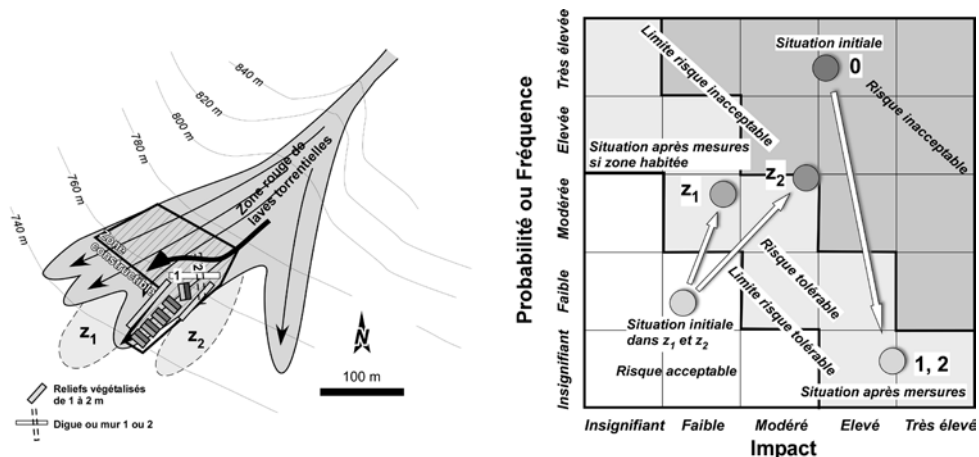 840 m
820 m
800 m
780 m
760 m
740 m
Zone rouge de
laves torrentielles
Zone
constructible
1
2
z1
z2
N
100 m
Reliefs végétalisés
de 1 à 2 m
Digue ou mur 1 ou 2
Probabilité ou Fréquence
Très élevée
Elevée
Modérée
Faible
Insignifiant
Situation initiale
0
Limite risque inacceptable
Risque inacceptable
Situation après mesures
si zone habitée
z1
z2
Risque tolérable
Limite risque tolérable
Situation initiale
dans z1 et z2
Risque acceptable
1, 2
Situation après mersures
Insignifiant
Faible
Modéré
Elevé
Très élevé
Impact